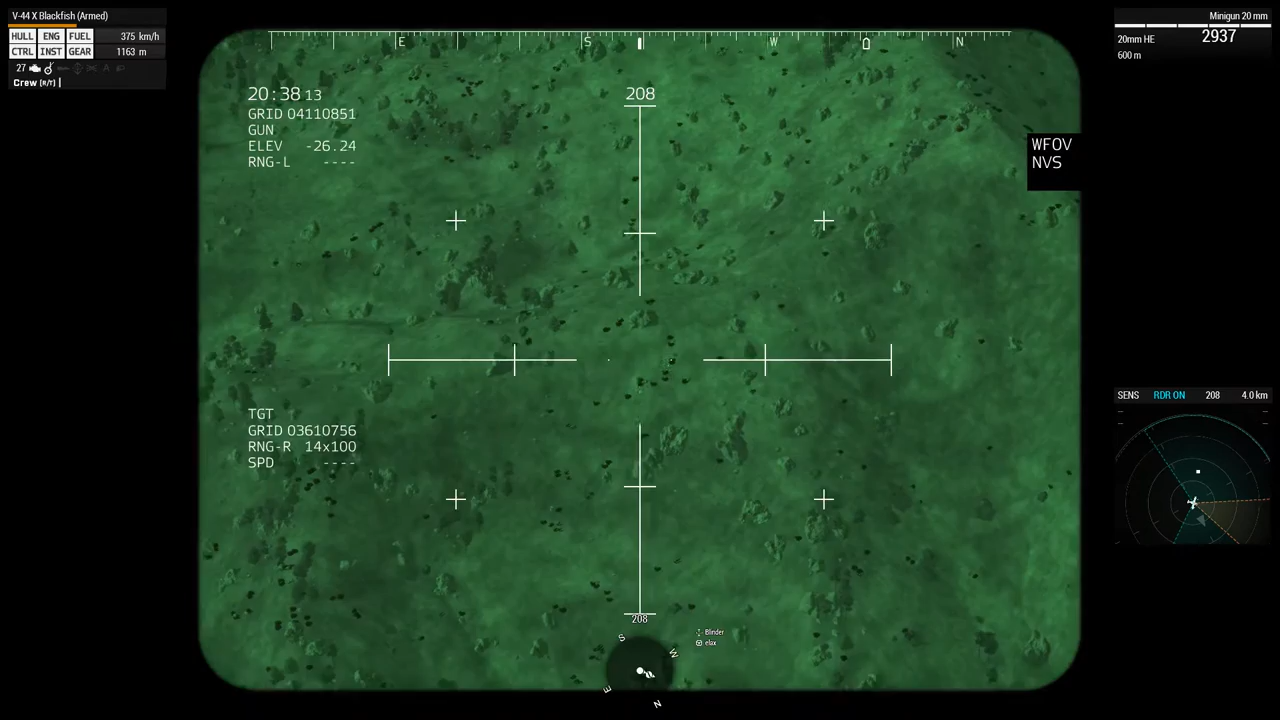 V-44 X Blackfish (Armed)
HULL ENG FUEL 375 km/h
CTRL INST GEAR 1163 m
27
Crew (R/T)
E S W N
Minigun 20 mm
20mm HE 2937
600 m
20:38 13
GRID 04110851
GUN
ELEV -26.24
RNG-L ----
208
WFOV
NVS
TGT
GRID 03610756
RNG-R 14x100
SPD ----
SENS RDR ON 208 4.0 km
208
Blinder
elax
S
W
E
N